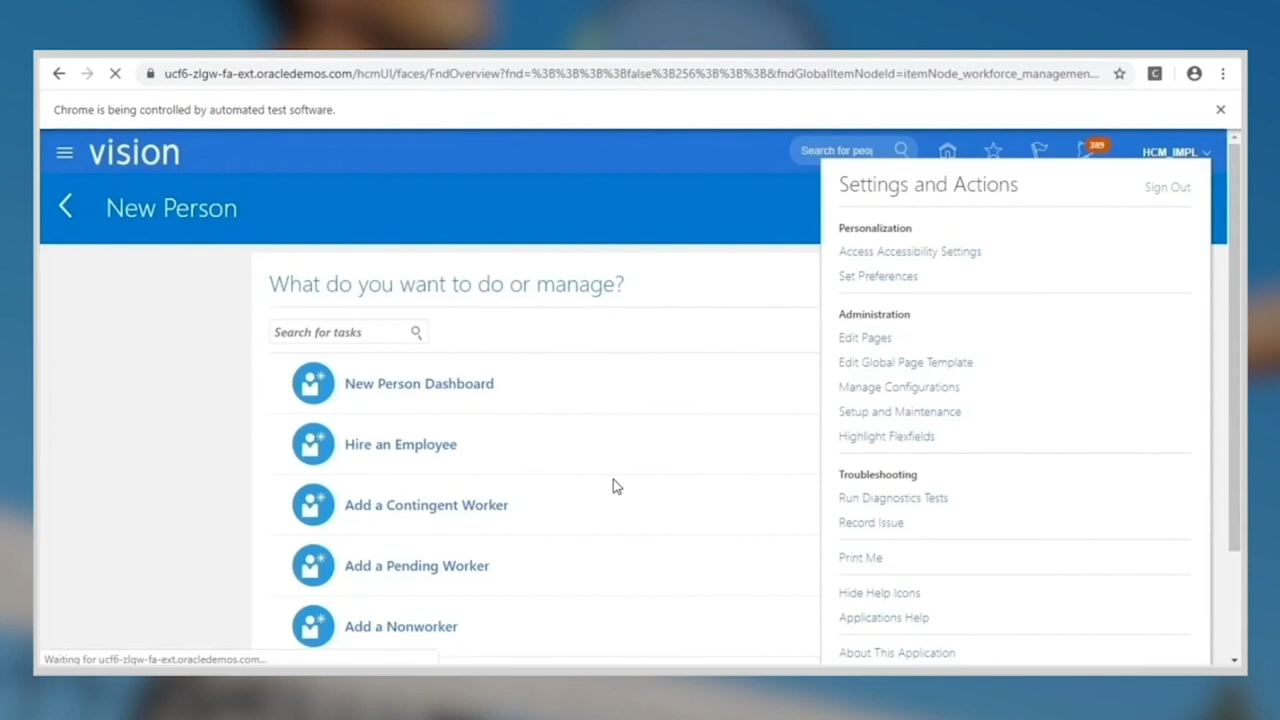 ucf6-zlgw-fa-ext.oracledemos.com/hcmUI/faces/FndOverview?fnd=%3B%3B%3B%3Bfalse%3B256%3B%3B%3B&fndGlobalItemNodeId=itemNode_workforce_managemen...
Chrome is being controlled by automated test software.
vision
Search for peop
389
HCM_IMPL
New Person
Settings and Actions
Sign Out
Personalization
Access Accessibility Settings
Set Preferences
Administration
Edit Pages
Edit Global Page Template
Manage Configurations
Setup and Maintenance
Highlight Flexfields
Troubleshooting
Run Diagnostics Tests
Record Issue
Print Me
Hide Help Icons
Applications Help
About This Application
What do you want to do or manage?
Search for tasks
New Person Dashboard
Hire an Employee
Add a Contingent Worker
Add a Pending Worker
Add a Nonworker
Waiting for ucf6-zlgw-fa-ext.oracledemos.com...